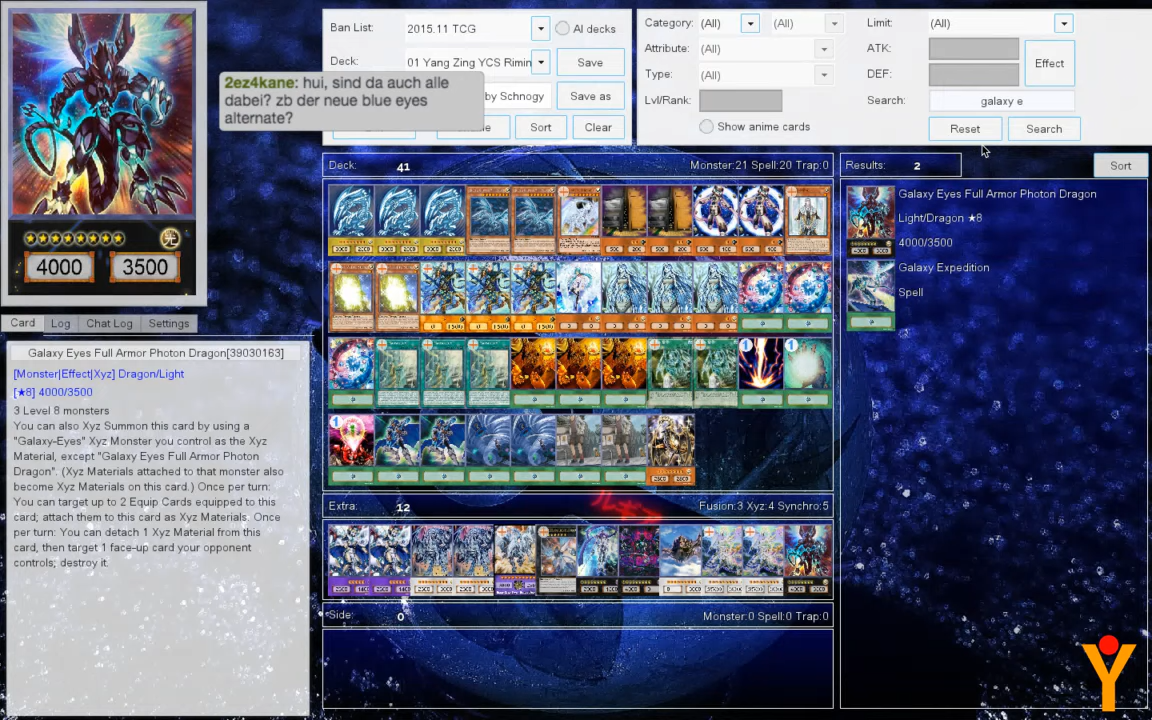 Ban List:
2015.11 TCG
AI decks
Deck:
01 Yang Zing YCS Rimin
Save
2ez4kane: hui, sind da auch alle
dabei? zb der neue blue eyes
alternate?
by Schnogy
Save as
Sort
Clear
Category:
(All)
(All)
Limit:
(All)
Attribute:
(All)
ATK:
Type:
(All)
DEF:
Effect
Lvl/Rank:
Search:
galaxy e
Show anime cards
Reset
Search
Deck:
41
Monster:21 Spell:20 Trap:0
Results:
2
Sort
4000
3500
Card
Log
Chat Log
Settings
Galaxy Eyes Full Armor Photon Dragon[39030163]
[Monster|Effect|Xyz] Dragon/Light
[★8] 4000/3500
3 Level 8 monsters
You can also Xyz Summon this card by using a
"Galaxy-Eyes" Xyz Monster you control as the Xyz
Material, except "Galaxy Eyes Full Armor Photon
Dragon". (Xyz Materials attached to that monster also
become Xyz Materials on this card.) Once per turn:
You can target up to 2 Equip Cards equipped to this
card; attach them to this card as Xyz Materials. Once
per turn: You can detach 1 Xyz Material from this
card, then target 1 face-up card your opponent
controls; destroy it.
Extra:
12
Fusion:3 Xyz:4 Synchro:5
Side:
0
Monster:0 Spell:0 Trap:0
Galaxy Eyes Full Armor Photon Dragon
Light/Dragon ★8
4000/3500
Galaxy Expedition
Spell